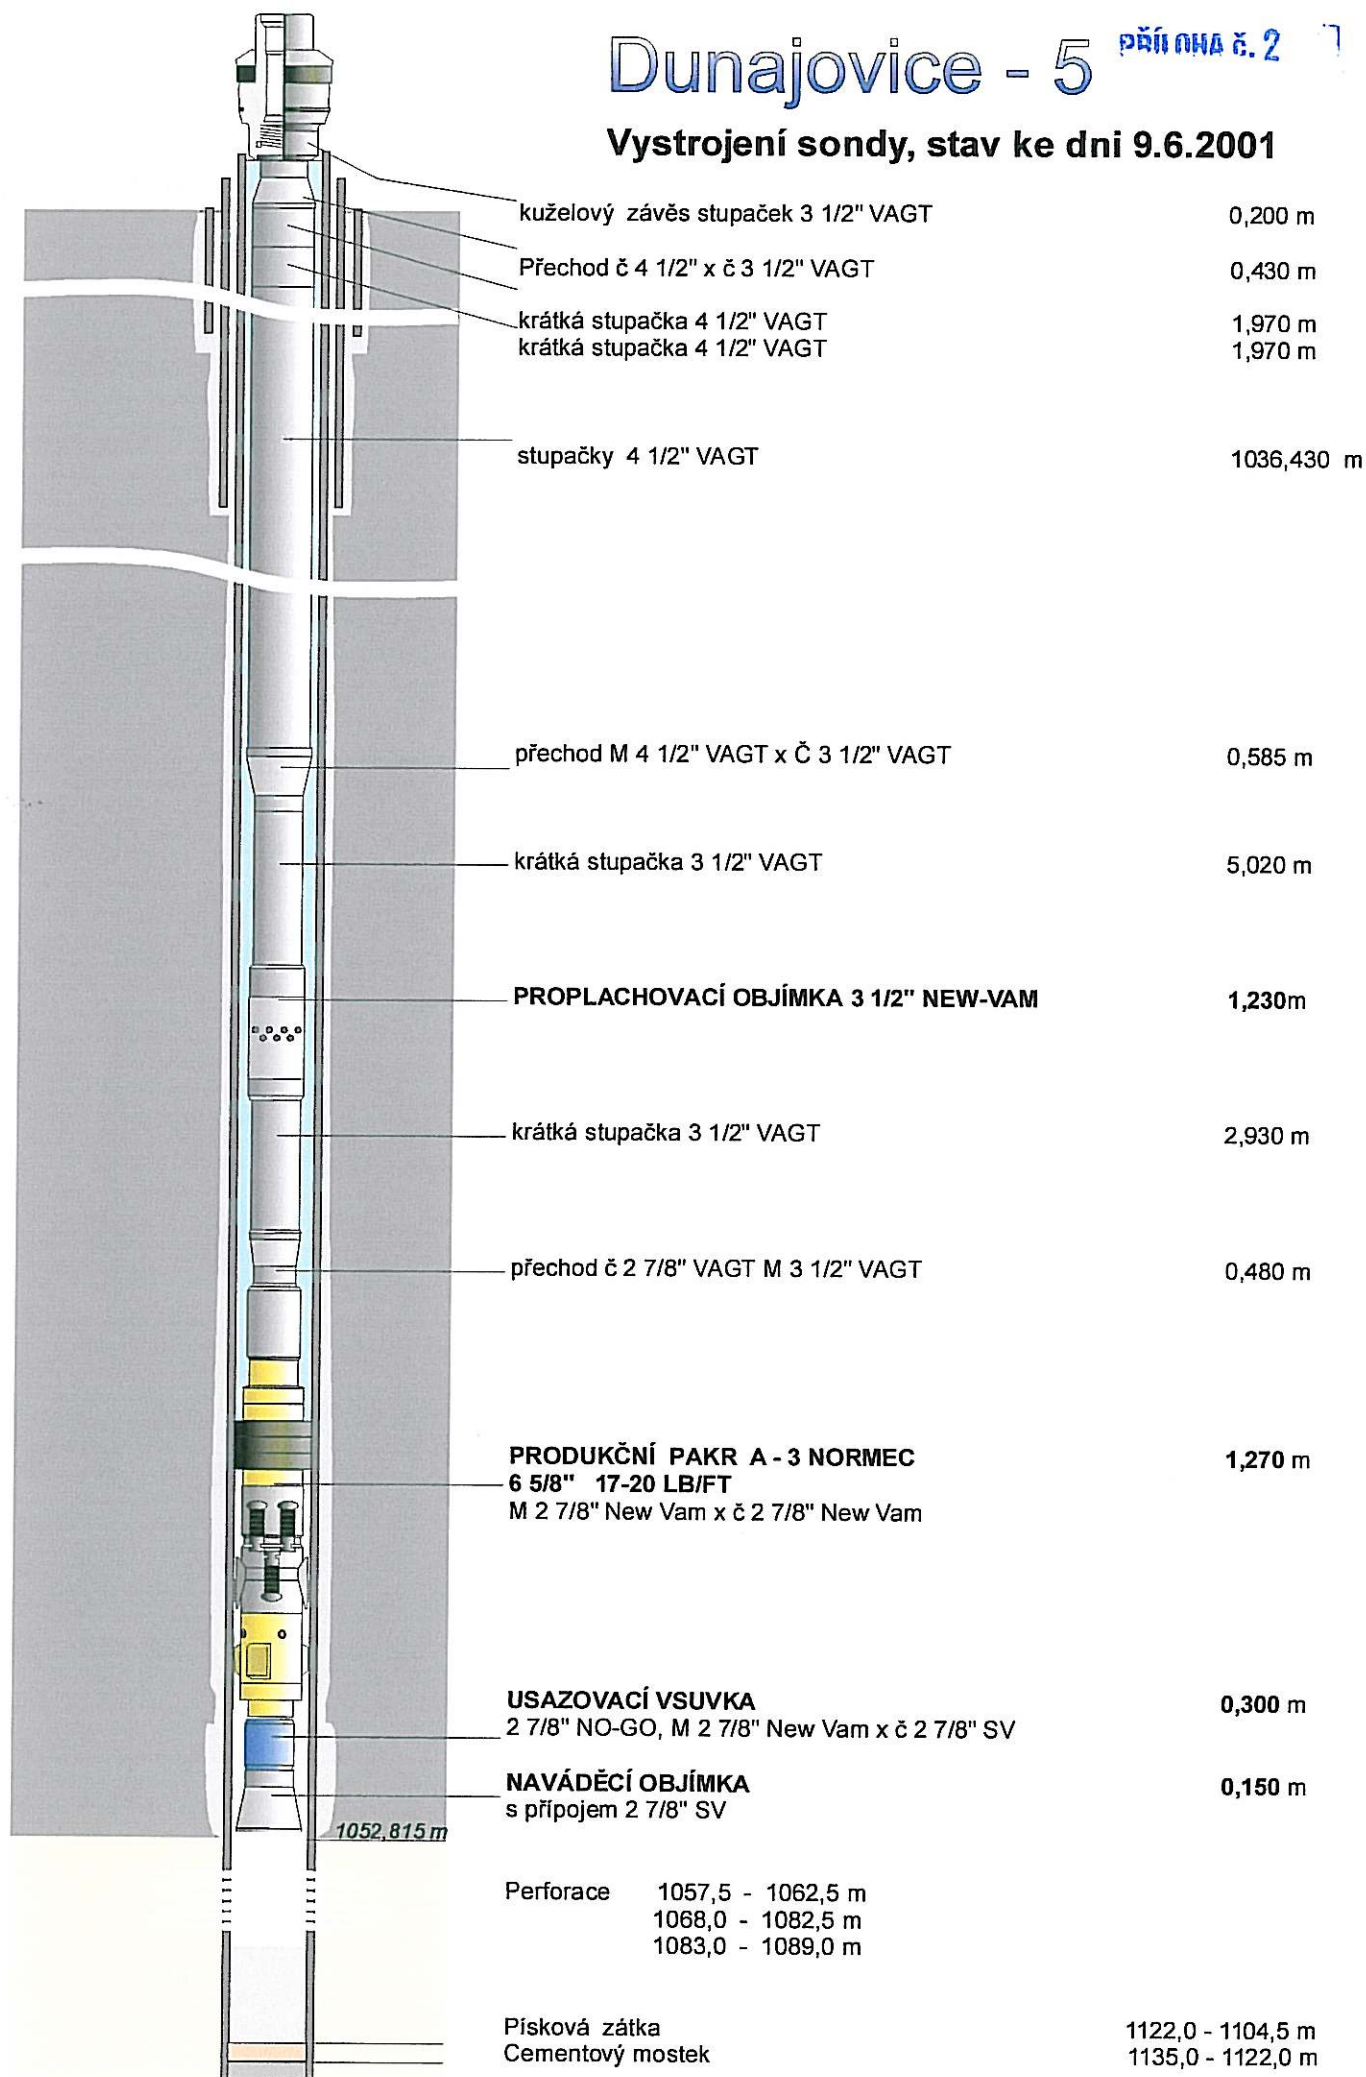 Dunajovice - 5
PŘÍLOHA č. 2
Vystrojení sondy, stav ke dni 9.6.2001
kuželový závěs stupaček 3 1/2" VAGT 0,200 m
Přechod č 4 1/2" x č 3 1/2" VAGT 0,430 m
krátká stupačka 4 1/2" VAGT 1,970 m
krátká stupačka 4 1/2" VAGT 1,970 m
stupačky 4 1/2" VAGT 1036,430 m
přechod M 4 1/2" VAGT x Č 3 1/2" VAGT 0,585 m
krátká stupačka 3 1/2" VAGT 5,020 m
PROPLACHOVACÍ OBJÍMKA 3 1/2" NEW-VAM 1,230m
krátká stupačka 3 1/2" VAGT 2,930 m
přechod č 2 7/8" VAGT M 3 1/2" VAGT 0,480 m
PRODUKČNÍ PAKR A - 3 NORMEC 1,270 m
6 5/8" 17-20 LB/FT
M 2 7/8" New Vam x č 2 7/8" New Vam
USAZOVACÍ VSUVKA 0,300 m
2 7/8" NO-GO, M 2 7/8" New Vam x č 2 7/8" SV
NAVÁDĚCÍ OBJÍMKA 0,150 m
s přípojem 2 7/8" SV
1052,815 m
Perforace 1057,5 - 1062,5 m
1068,0 - 1082,5 m
1083,0 - 1089,0 m
Písková zátka 1122,0 - 1104,5 m
Cementový mostek 1135,0 - 1122,0 m